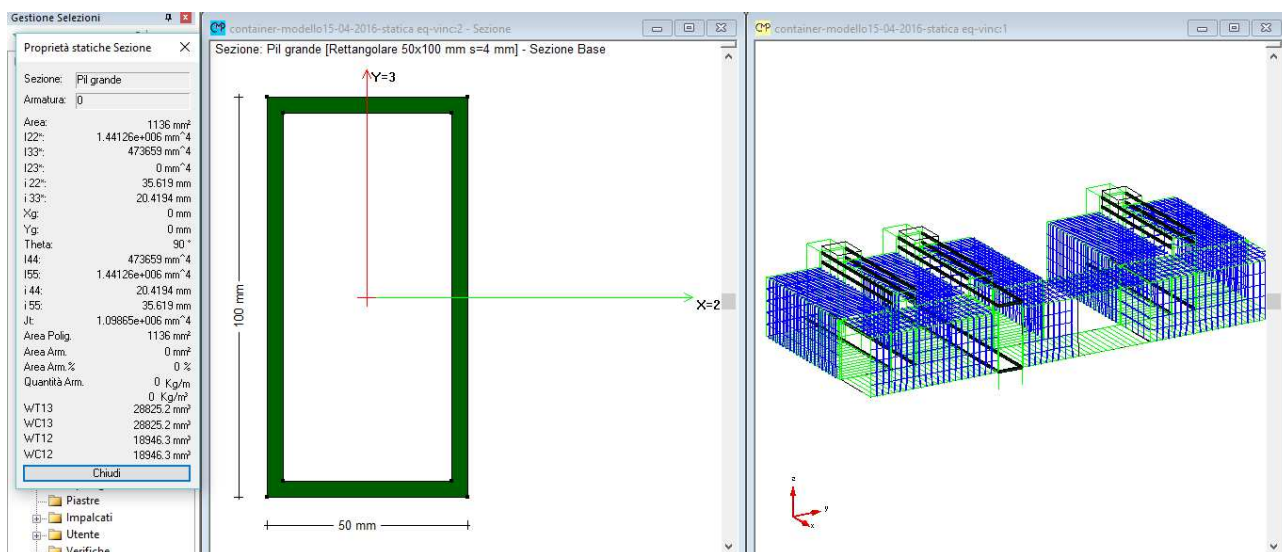 Gestione Selezioni
Proprietà statiche Sezione
Sezione: Pil grande
Armatura: 0
Area: 1136 mm²
I22*: 1.44126e+006 mm^4
I33*: 473659 mm^4
I23*: 0 mm^4
i 22*: 35.619 mm
i 33*: 20.4194 mm
Xg: 0 mm
Yg: 0 mm
Theta: 90 °
I44: 473659 mm^4
I55: 1.44126e+006 mm^4
i 44: 20.4194 mm
i 55: 35.619 mm
Jt: 1.09865e+006 mm^4
Area Polig. 1136 mm²
Area Arm. 0 mm²
Area Arm.% 0 %
Quantità Arm. 0 Kg/m
0 Kg/m³
WT13 28825.2 mm³
WC13 28825.2 mm³
WT12 18946.3 mm³
WC12 18946.3 mm³
Chiudi
Piastre
Impalcati
Utente
Verifiche
CMP container-modello15-04-2016-statica eq-vinc:2 - Sezione
Sezione: Pil grande [Rettangolare 50x100 mm s=4 mm] - Sezione Base
Y=3
X=2
100 mm
50 mm
CMP container-modello15-04-2016-statica eq-vinc:1
z
y
x